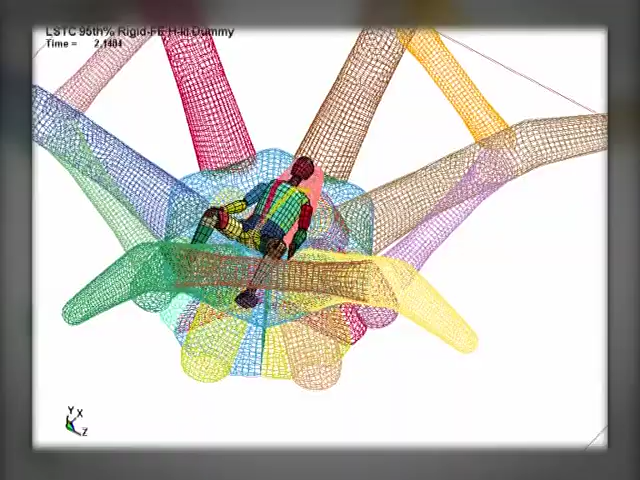 LSTC 95th% Rigid-FE H-III Dummy
Time = 2.1484
Y X
Z